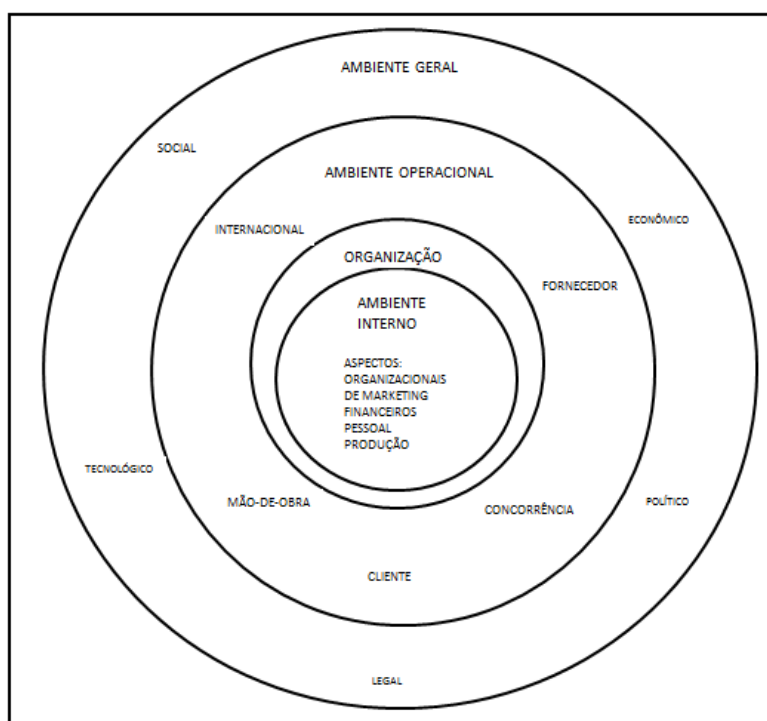 AMBIENTE GERAL
SOCIAL
AMBIENTE OPERACIONAL
ECONÔMICO
INTERNACIONAL
ORGANIZAÇÃO
FORNECEDOR
AMBIENTE
INTERNO
ASPECTOS:
ORGANIZACIONAIS
DE MARKETING
FINANCEIROS
PESSOAL
PRODUÇÃO
TECNOLÓGICO
MÃO-DE-OBRA
CONCORRÊNCIA
POLÍTICO
CLIENTE
LEGAL